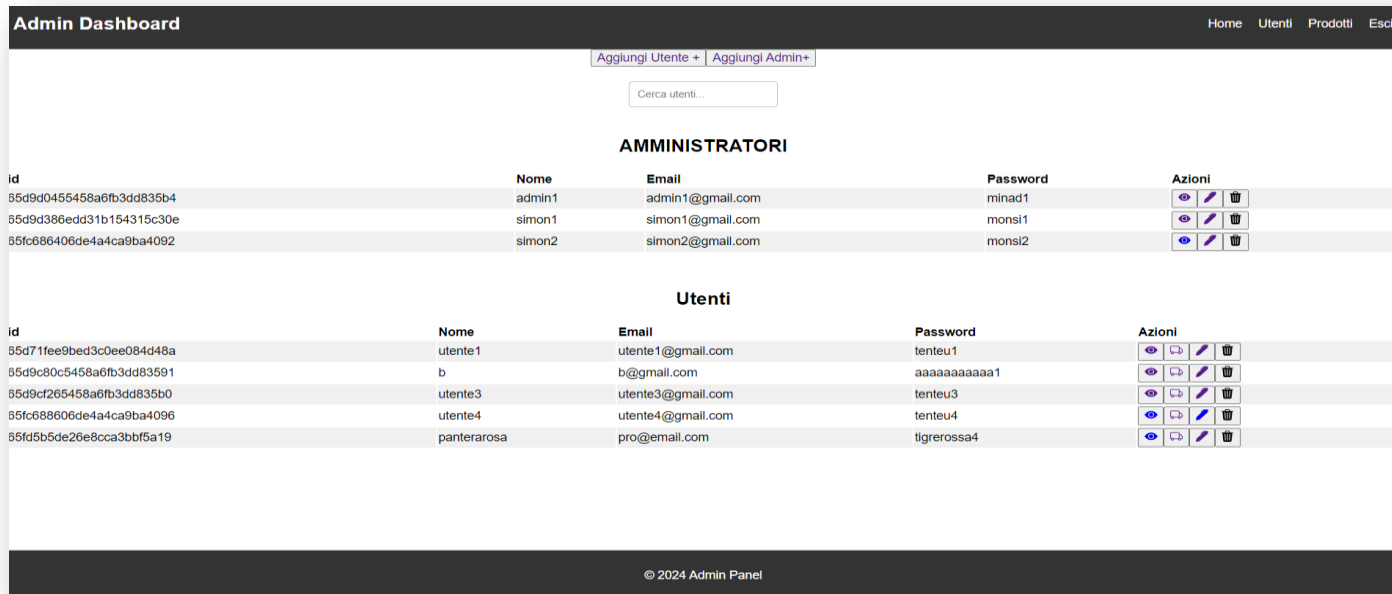 Admin Dashboard Home Utenti Prodotti Esci
Aggiungi Utente + Aggiungi Admin+
Cerca utenti...
AMMINISTRATORI
id Nome Email Password Azioni
65d9d0455458a6fb3dd835b4 admin1 admin1@gmail.com minad1
65d9d386edd31b154315c30e simon1 simon1@gmail.com monsi1
65fc686406de4a4ca9ba4092 simon2 simon2@gmail.com monsi2
Utenti
id Nome Email Password Azioni
65d71fee9bed3c0ee084d48a utente1 utente1@gmail.com tenteu1
65d9c80c5458a6fb3dd83591 b b@gmail.com aaaaaaaaaaa1
65d9cf265458a6fb3dd835b0 utente3 utente3@gmail.com tenteu3
65fc688606de4a4ca9ba4096 utente4 utente4@gmail.com tenteu4
65fd5b5de26e8cca3bbf5a19 panterarosa pro@email.com tigrerossa4
© 2024 Admin Panel